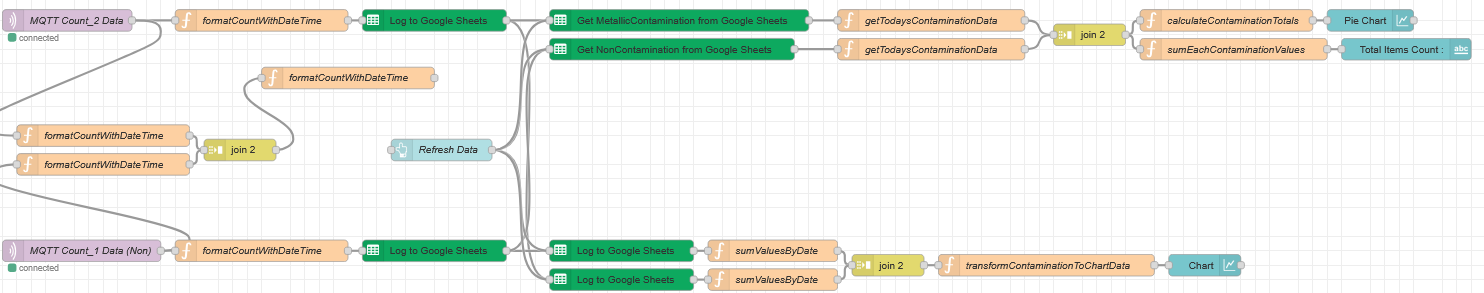 MQTT Count_2 Data
formatCountWithDateTime
Log to Google Sheets
Get MetallicContamination from Google Sheets
getTodaysContaminationData
calculateContaminationTotals
Pie Chart
connected
join 2
Get NonContamination from Google Sheets
getTodaysContaminationData
sumEachContaminationValues
Total Items Count :
abc
formatCountWithDateTime
formatCountWithDateTime
join 2
Refresh Data
formatCountWithDateTime
MQTT Count_1 Data (Non)
formatCountWithDateTime
Log to Google Sheets
Log to Google Sheets
sumValuesByDate
connected
join 2
transformContaminationToChartData
Chart
Log to Google Sheets
sumValuesByDate